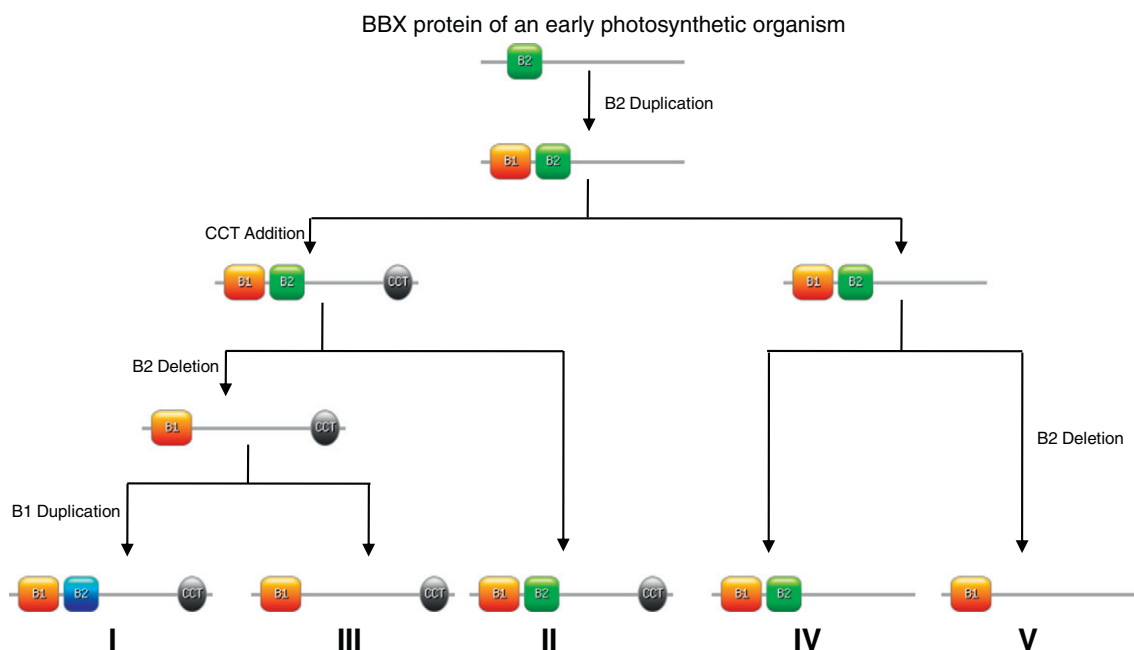 BBX protein of an early photosynthetic organism
B2
B2 Duplication
B1 B2
CCT Addition
B1 B2 CCT
B1 B2
B2 Deletion
B1 CCT
B2 Deletion
B1 Duplication
B1 B2 CCT
B1 CCT
B1 B2 CCT
B1 B2
B1
I III II IV V